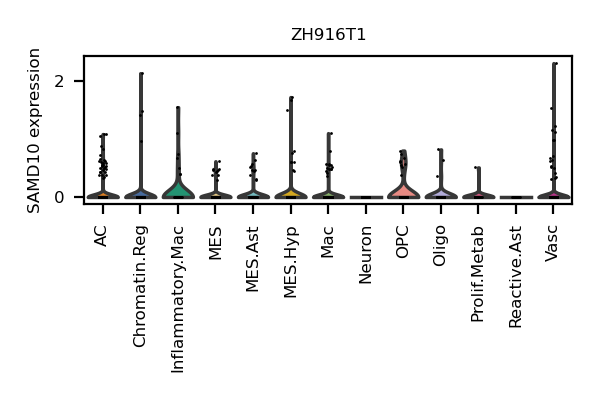 ZH916T1
SAMD10 expression
2
0
AC
Chromatin.Reg
Inflammatory.Mac
MES
MES.Ast
MES.Hyp
Mac
Neuron
OPC
Oligo
Prolif.Metab
Reactive.Ast
Vasc